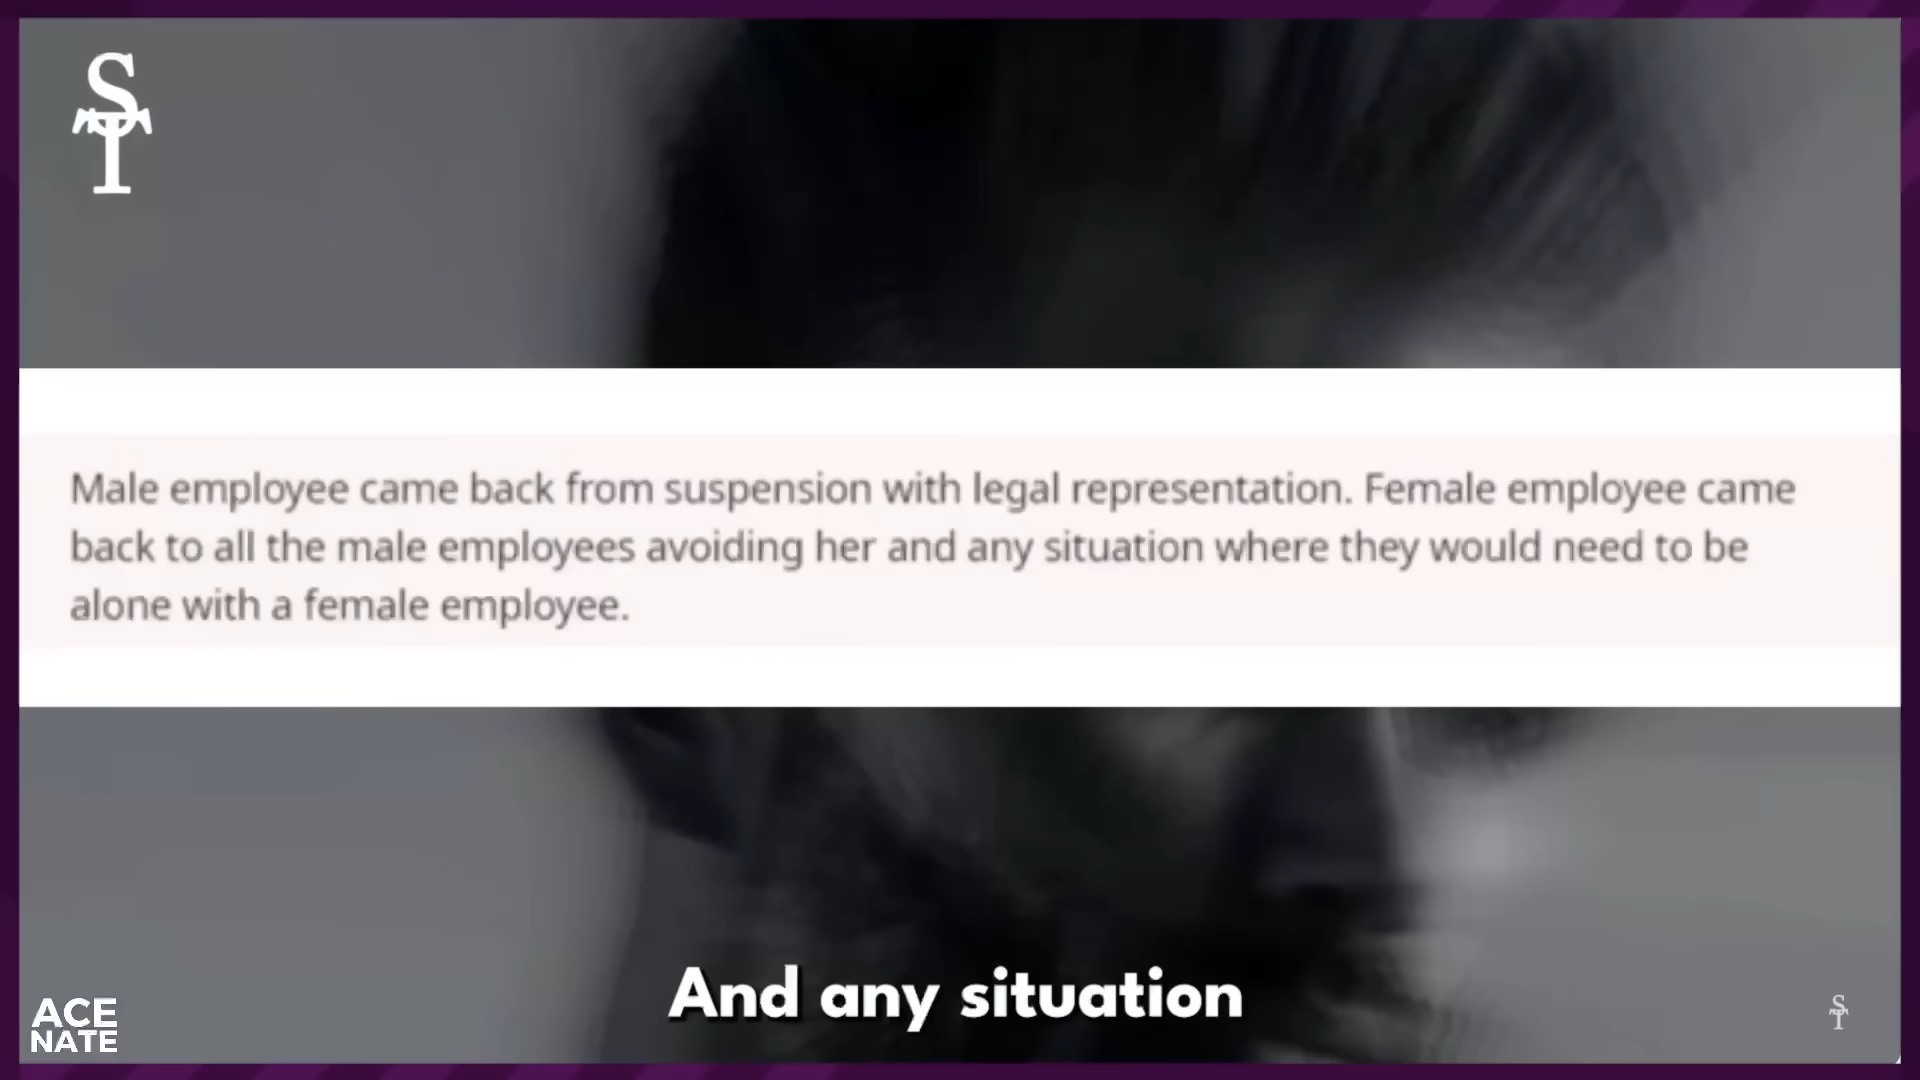 ST
Male employee came back from suspension with legal representation. Female employee came
back to all the male employees avoiding her and any situation where they would need to be
alone with a female employee.
And any situation
ACE
NATE
ST